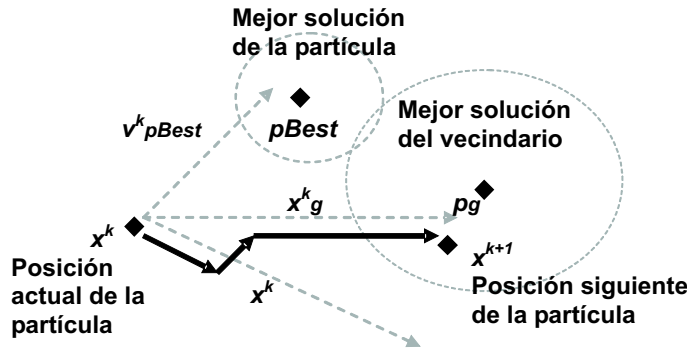 Mejor solución
de la partícula
pBest
v^k pBest
Mejor solución
del vecindario
x^k g
pg
x^k
x^k+1
Posición
actual de la
partícula
x^k
Posición siguiente
de la partícula